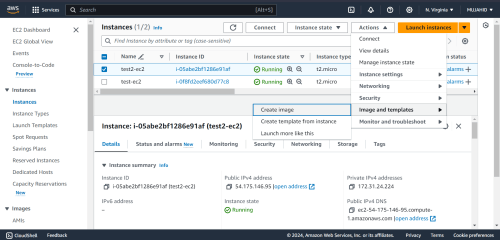 aws
Services
Search
[Alt+S]
N. Virginia
MUJAHID
EC2 Dashboard
EC2 Global View
Events
Console-to-Code
Preview
Instances
Instances
Instance Types
Launch Templates
Spot Requests
Savings Plans
Reserved Instances
Dedicated Hosts
Capacity Reservations
New
Images
AMIs
Instances (1/2) Info
Connect
Instance state
Actions
Launch instances
Find Instance by attribute or tag (case-sensitive)
Name
Instance ID
Instance state
Instance type
test2-ec2
i-05abe2bf1286e91af
Running
t2.micro
alarms
test-ec2
i-0f8fd2eef680d77c8
Running
t2.micro
alarms
Connect
View details
Manage instance state
Instance settings
Networking
Security
Image and templates
Monitor and troubleshoot
Create image
Create template from instance
Launch more like this
Instance: i-05abe2bf1286e91af (test2-ec2)
Details
Status and alarms New
Monitoring
Security
Networking
Storage
Tags
Instance summary Info
Instance ID
i-05abe2bf1286e91af (test2-ec2)
Public IPv4 address
54-175.146.95 |open address
Private IPv4 addresses
172.31.24.224
IPv6 address
–
Instance state
Running
Public IPv4 DNS
ec2-54-175-146-95.compute-
1.amazonaws.com |open address
CloudShell
Feedback
© 2024, Amazon Web Services, Inc. or its affiliates.
Privacy
Terms
Cookie preferences